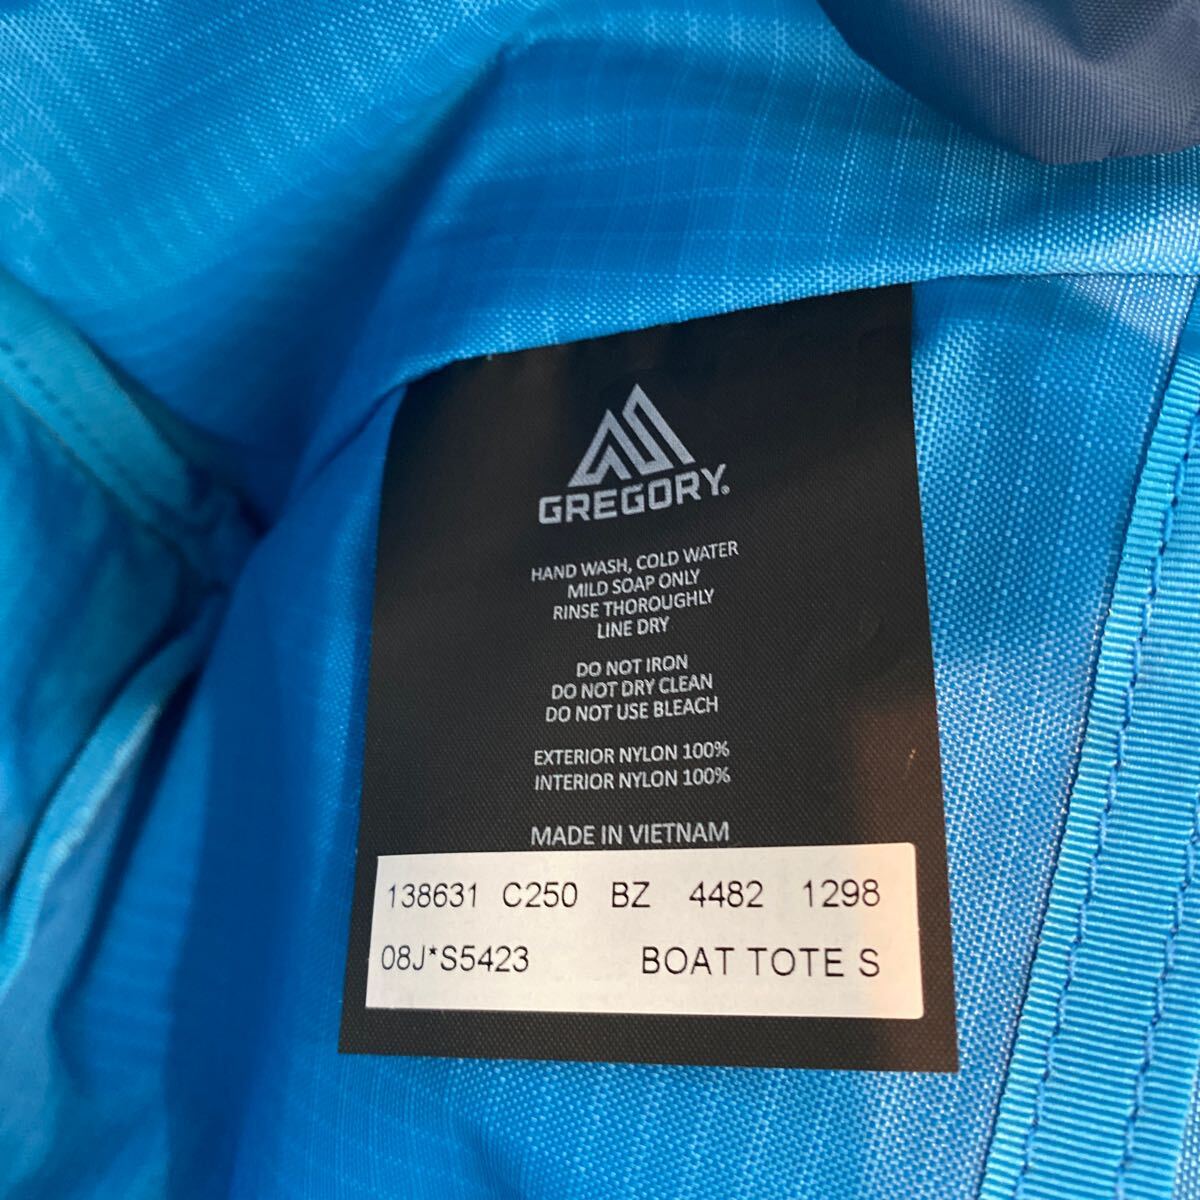 GREGORY.
HAND WASH, COLD WATER
MILD SOAP ONLY
RINSE THOROUGHLY
LINE DRY
DO NOT IRON
DO NOT DRY CLEAN
DO NOT USE BLEACH
EXTERIOR NYLON 100%
INTERIOR NYLON 100%
MADE IN VIETNAM
138631 C250 BZ 4482 1298
08J*S5423 BOAT TOTE S